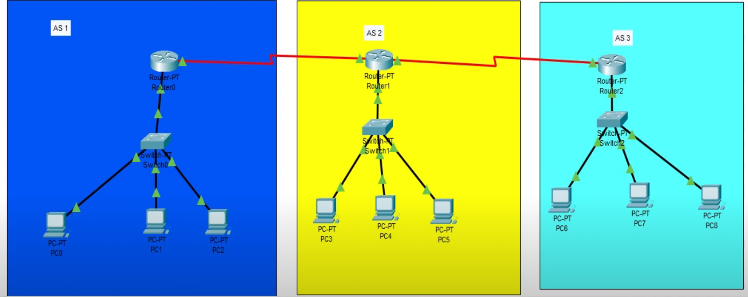 AS 1
AS 2
AS 3
Router-PT
Router0
Router-PT
Router1
Router-PT
Router2
Switch-PT
Switch0
Switch-PT
Switch1
Switch-PT
Switch2
PC-PT
PC0
PC-PT
PC1
PC-PT
PC2
PC-PT
PC3
PC-PT
PC4
PC-PT
PC5
PC-PT
PC6
PC-PT
PC7
PC-PT
PC8